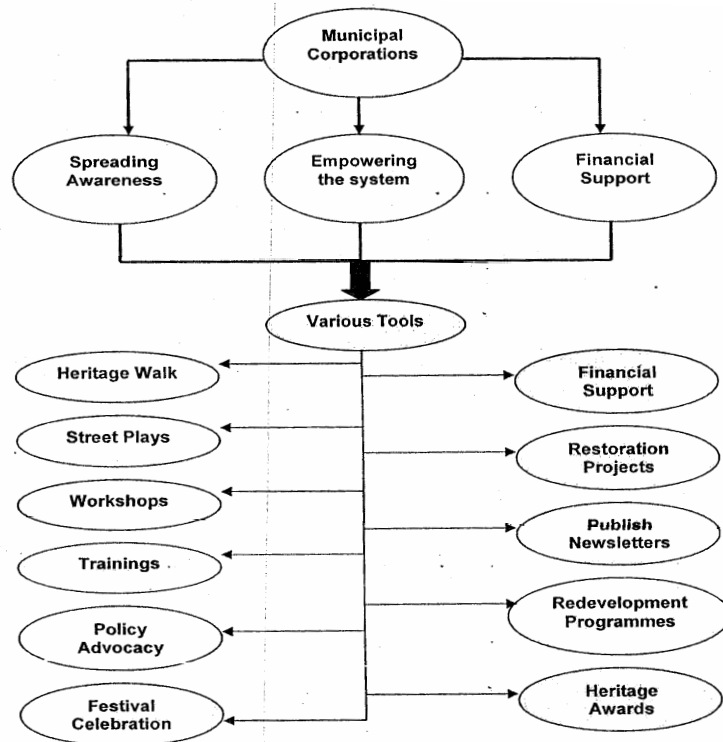 Municipal
Corporations
Spreading
Awareness
Empowering
the system
Financial
Support
Various Tools
Heritage Walk
Financial
Support
Street Plays
Restoration
Projects
Workshops
Publish
Newsletters
Trainings
Redevelopment
Programmes
Policy
Advocacy
Heritage
Awards
Festival
Celebration